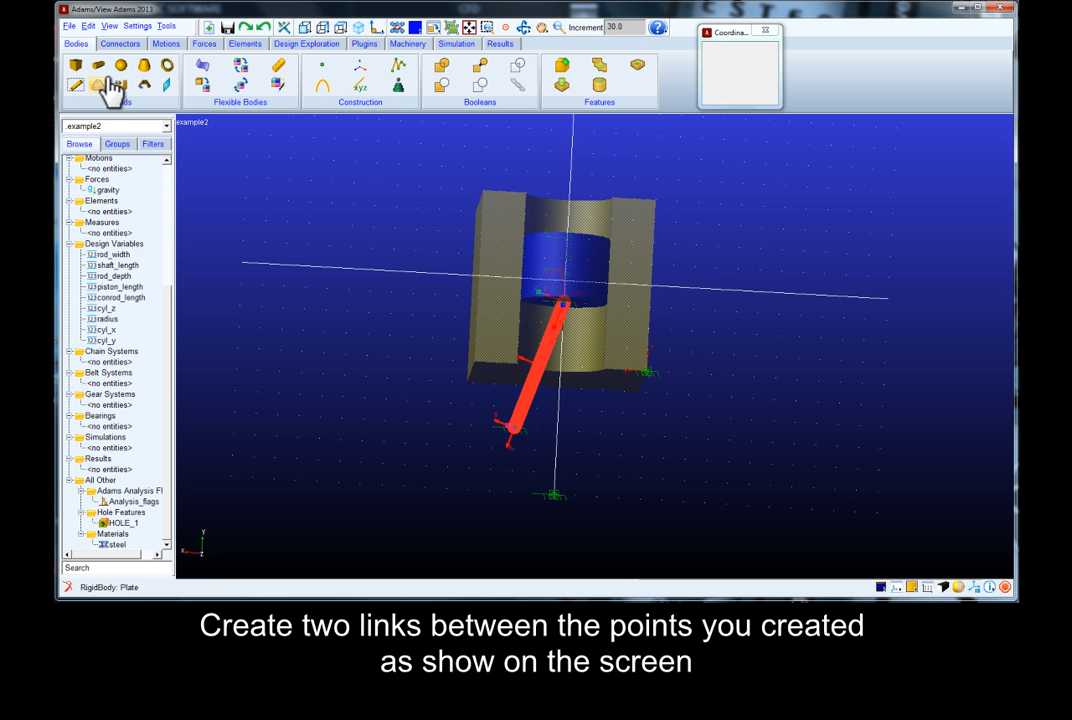 Adams/View Adams 2013
File Edit View Settings Tools
Increment 30.0
Coordina...
Bodies Connectors Motions Forces Elements Design Exploration Plugins Machinery Simulation Results
Flexible Bodies Construction Booleans Features
.example2
example2
Browse Groups Filters
Motions
<no entities>
Forces
gravity
Elements
<no entities>
Measures
<no entities>
Design Variables
rod_width
shaft_length
rod_depth
piston_length
conrod_length
cyl_z
radius
cyl_x
cyl_y
Chain Systems
<no entities>
Belt Systems
<no entities>
Gear Systems
<no entities>
Bearings
<no entities>
Simulations
<no entities>
Results
<no entities>
All Other
Adams Analysis Fl
Analysis_flags
Hole Features
HOLE_1
Materials
steel
Search
RigidBody: Plate
Create two links between the points you created
as show on the screen